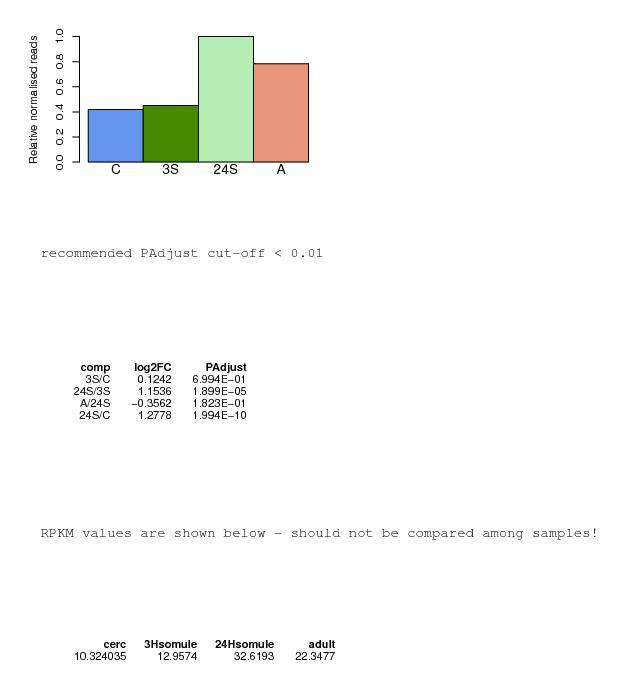 Relative normalised reads
1.0
0.8
0.6
0.4
0.2
0.0
C 3S 24S A
recommended PAdjust cut-off < 0.01
comp log2FC PAdjust
3S/C 0.1242 6.994E-01
24S/3S 1.1536 1.899E-05
A/24S -0.3562 1.823E-01
24S/C 1.2778 1.994E-10
RPKM values are shown below - should not be compared among samples!
cerc 3Hsomule 24Hsomule adult
10.324035 12.9574 32.6193 22.3477